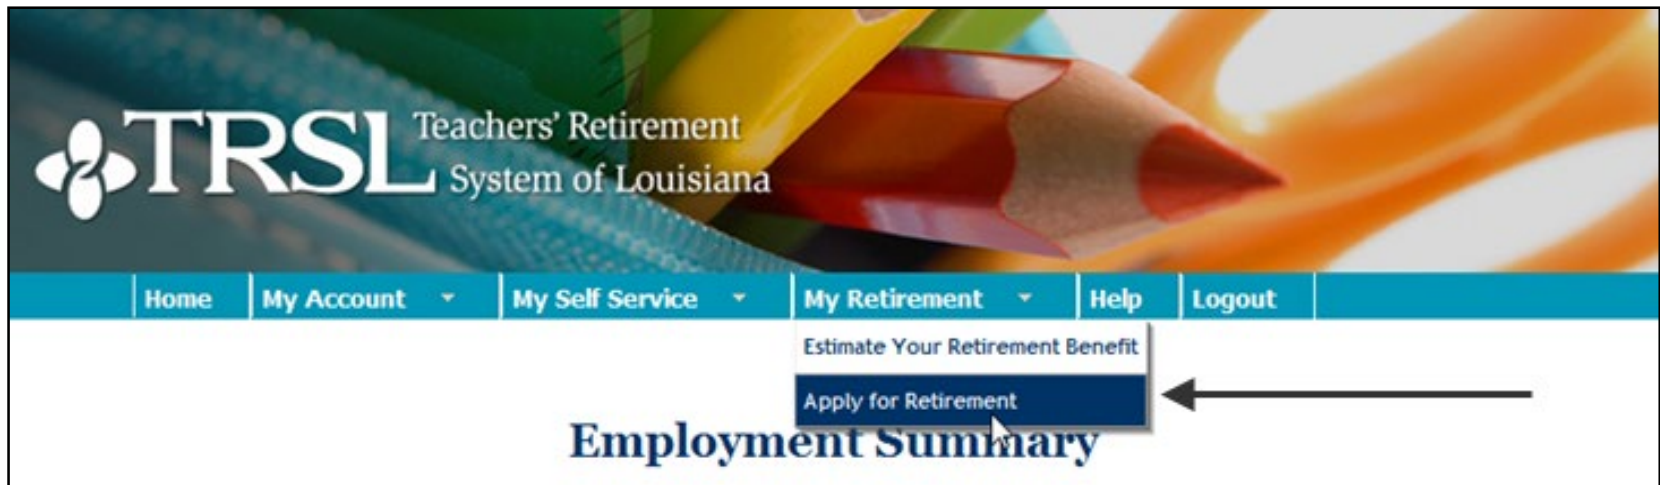 TRSL Teachers' Retirement
System of Louisiana
Home My Account My Self Service My Retirement Help Logout
Estimate Your Retirement Benefit
Apply for Retirement
Employment Summary